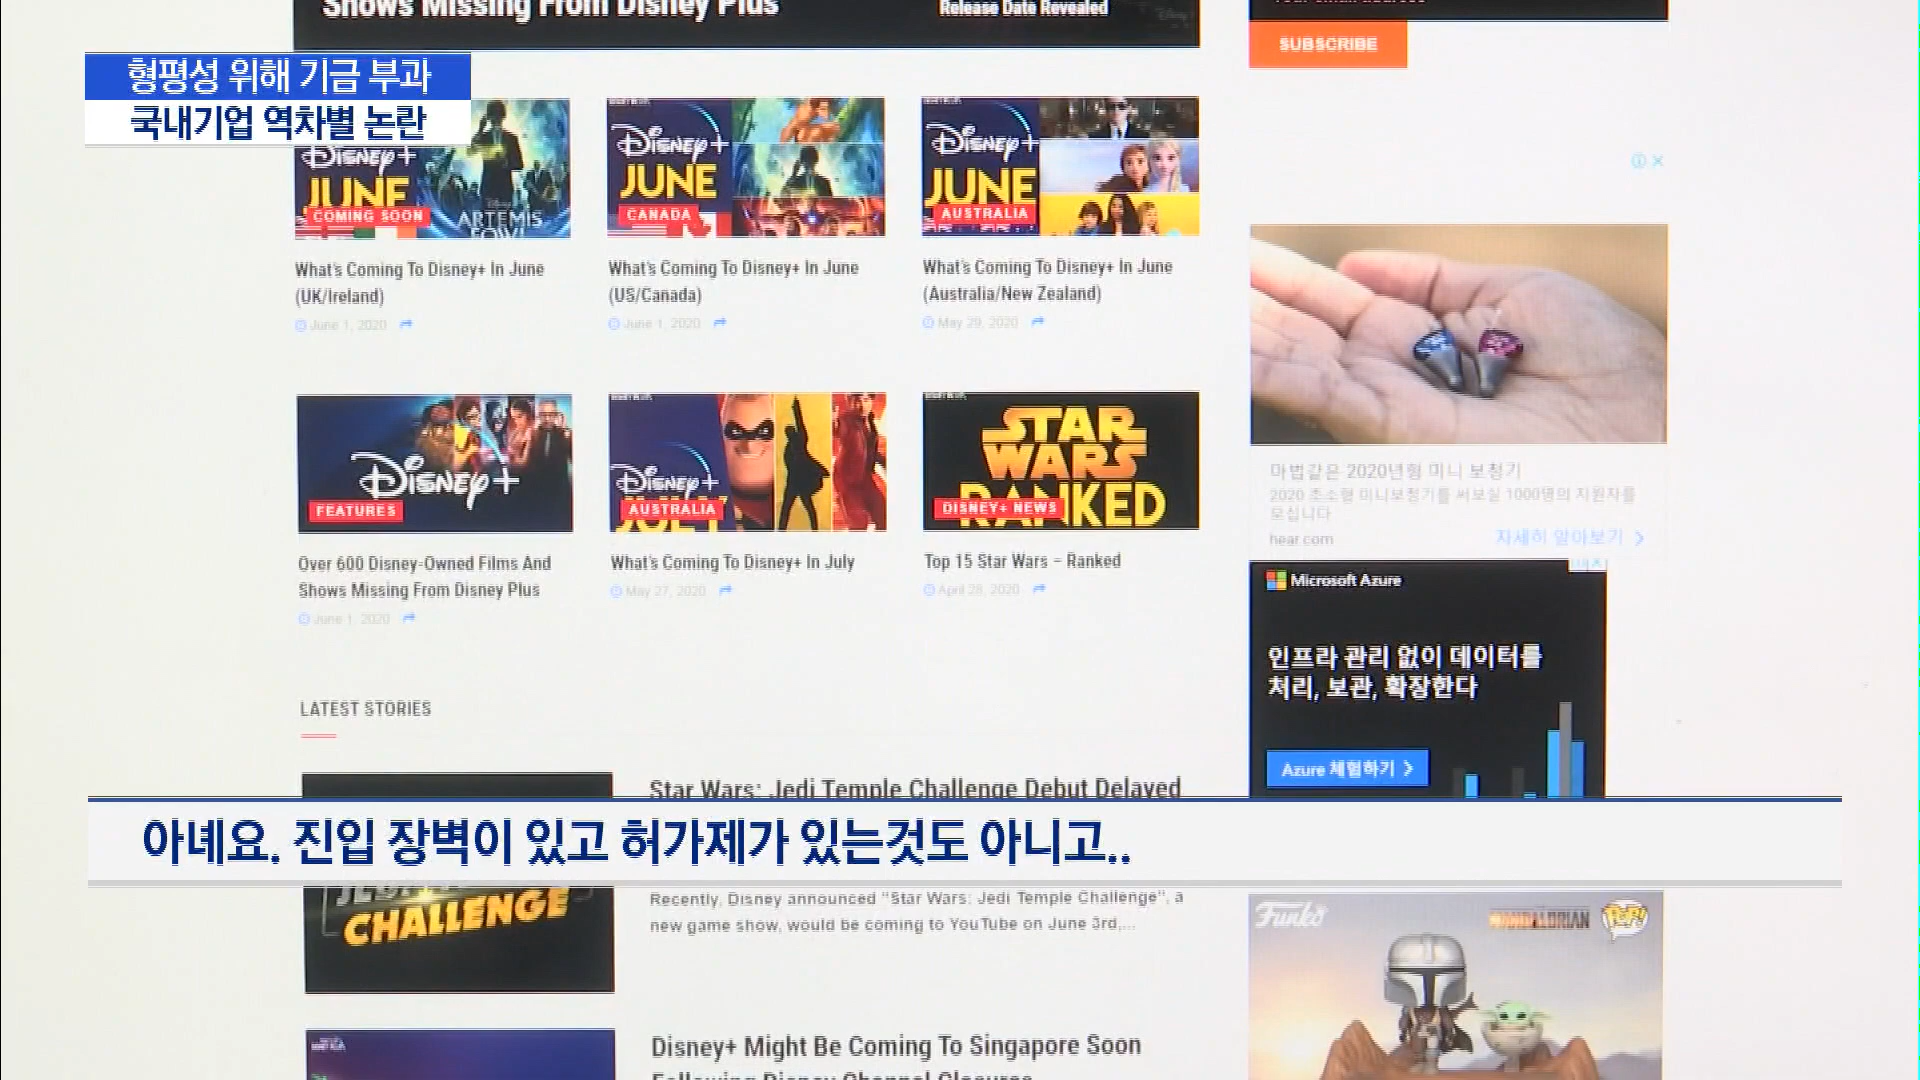 Shows Missing From Disney Plus
Release Date Revealed
SUBSCRIBE
형평성 위해 기금 부과
국내기업 역차별 논란
Disney+
JUNE
COMING SOON
ARTEMIS
FOWL
Disney+
JUNE
CANADA
Disney+
JUNE
AUSTRALIA
What's Coming To Disney+ In June
(UK/Ireland)
June 1, 2020
What's Coming To Disney+ In June
(US/Canada)
June 1, 2020
What's Coming To Disney+ In June
(Australia/New Zealand)
May 29, 2020
Disney+
FEATURES
Disney+
JULY
AUSTRALIA
STAR
WARS
RANKED
DISNEY+ NEWS
Over 600 Disney-Owned Films And
Shows Missing From Disney Plus
June 1, 2020
What's Coming To Disney+ In July
May 27, 2020
Top 15 Star Wars – Ranked
April 28, 2020
마법같은 2020년형 미니 보청기
2020 초소형 미니보청기를 써보실 1000명의 지원자를
모십니다
hear.com
자세히 알아보기
Microsoft Azure
인프라 관리 없이 데이터를
처리, 보관, 확장한다
Azure 체험하기
LATEST STORIES
Star Wars: Jedi Temple Challenge Debut Delayed
아녜요. 진입 장벽이 있고 허가제가 있는것도 아니고..
CHALLENGE
Recently, Disney announced "Star Wars: Jedi Temple Challenge", a
new game show, would be coming to YouTube on June 3rd,...
Funko
MANDALORIAN
POP!
Disney+ Might Be Coming To Singapore Soon
Following Disney Channel Closures